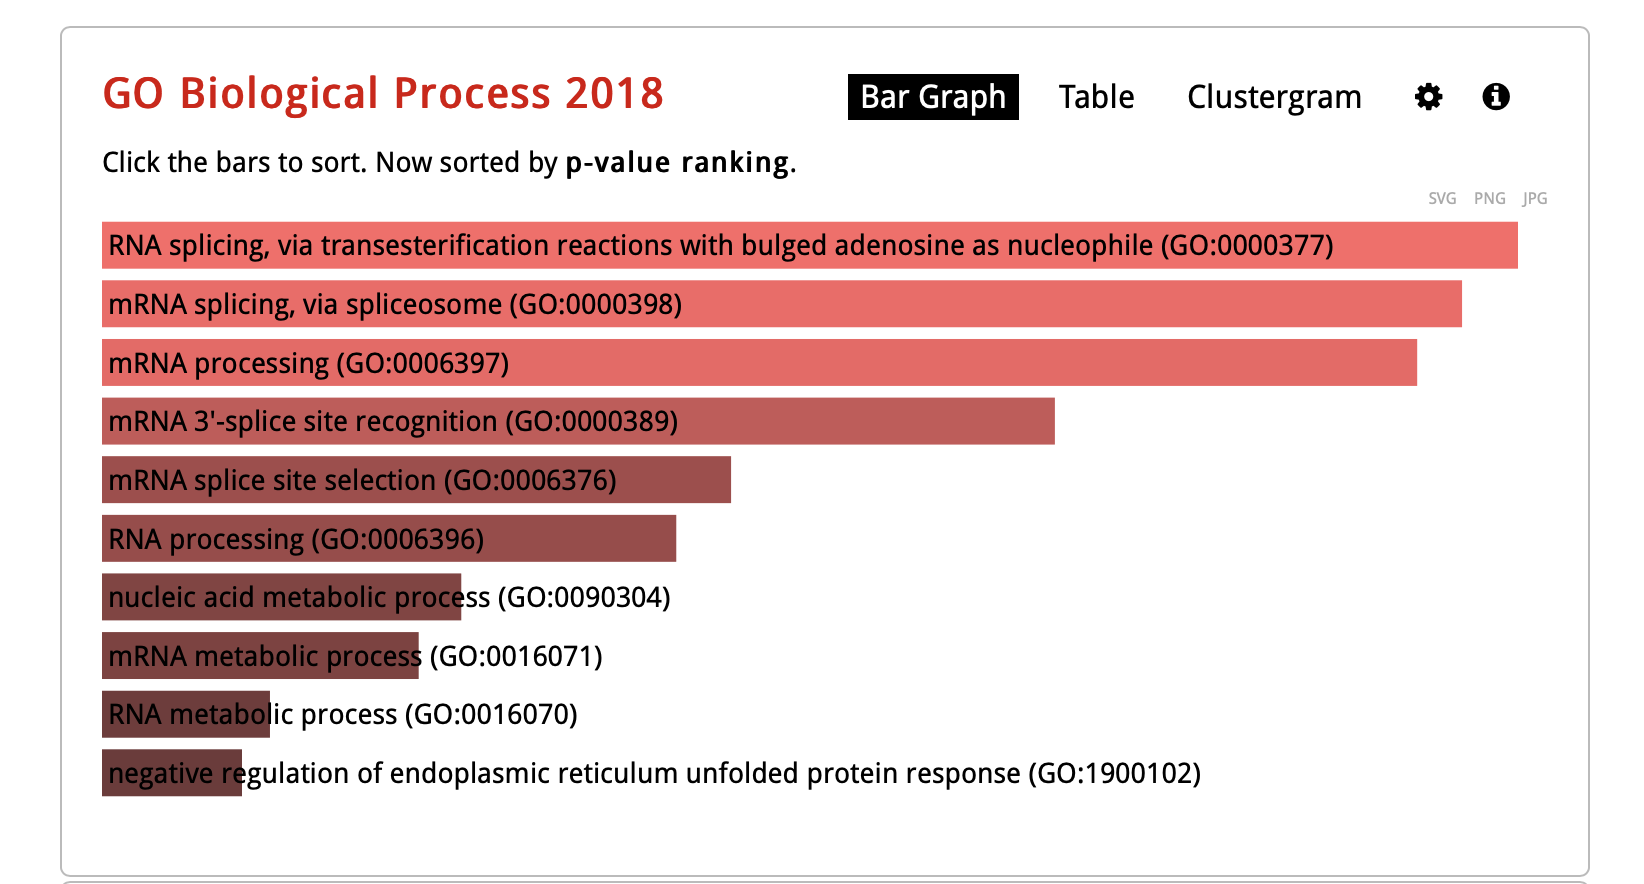 GO Biological Process 2018
Bar Graph Table Clustergram
Click the bars to sort. Now sorted by p-value ranking.
SVG PNG JPG
RNA splicing, via transesterification reactions with bulged adenosine as nucleophile (GO:0000377)
mRNA splicing, via spliceosome (GO:0000398)
mRNA processing (GO:0006397)
mRNA 3'-splice site recognition (GO:0000389)
mRNA splice site selection (GO:0006376)
RNA processing (GO:0006396)
nucleic acid metabolic process (GO:0090304)
mRNA metabolic process (GO:0016071)
RNA metabolic process (GO:0016070)
negative regulation of endoplasmic reticulum unfolded protein response (GO:1900102)